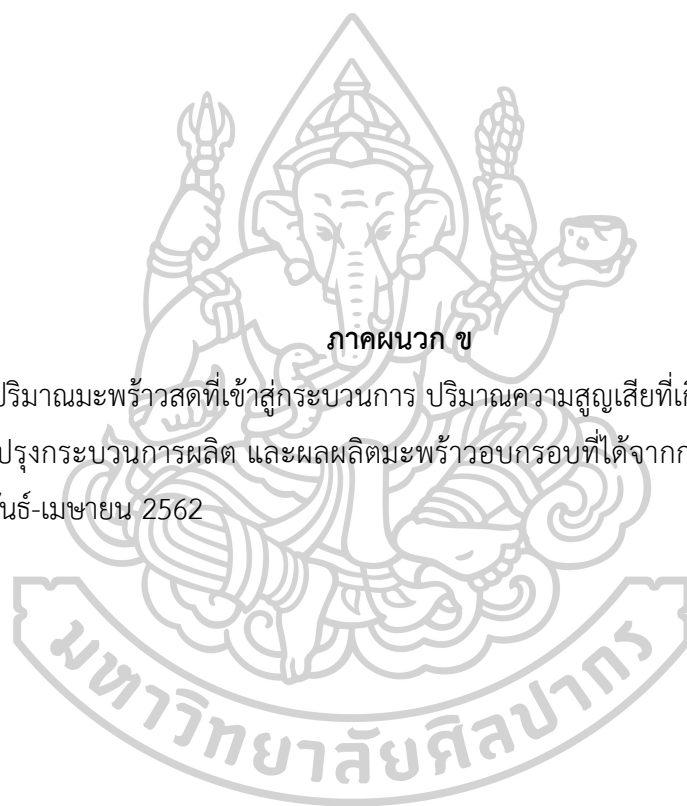 ภาคผนวก ข
ปริมาณมะพร้าวสดที่เข้าสู่กระบวนการ ปริมาณความสูญเสียที่
ปรุงกระบวนการผลิต และผลผลิตมะพร้าวอบกรอบที่ได้จาก
นธ์-เมษายน 2562
มหาวิทยาลัยศิลปากร